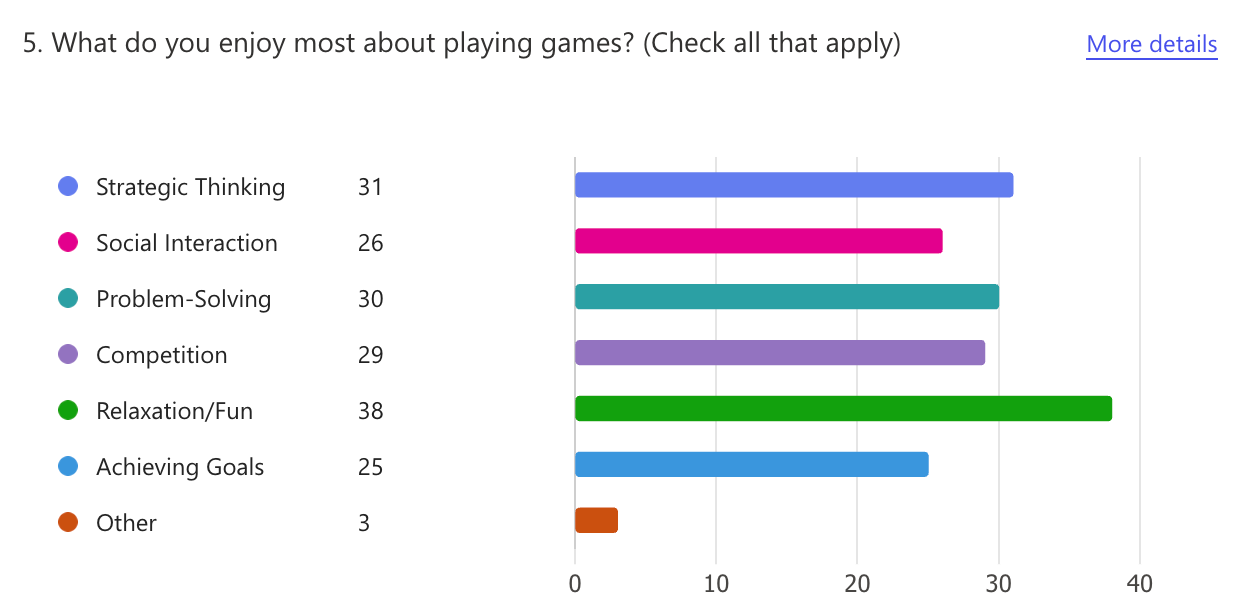 5. What do you enjoy most about playing games? (Check all that apply)
More details
Strategic Thinking 31
Social Interaction 26
Problem-Solving 30
Competition 29
Relaxation/Fun 38
Achieving Goals 25
Other 3
0 10 20 30 40